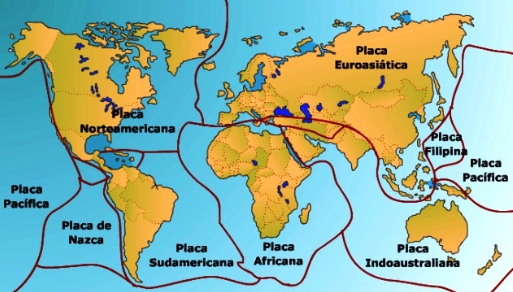 Placa
Euroasiática
Placa
Norteamericana
Placa
Filipina
Placa
Pacífica
Placa
Pacífica
Placa de
Nazca
Placa
Sudamericana
Placa
Africana
Placa
Indoaustraliana